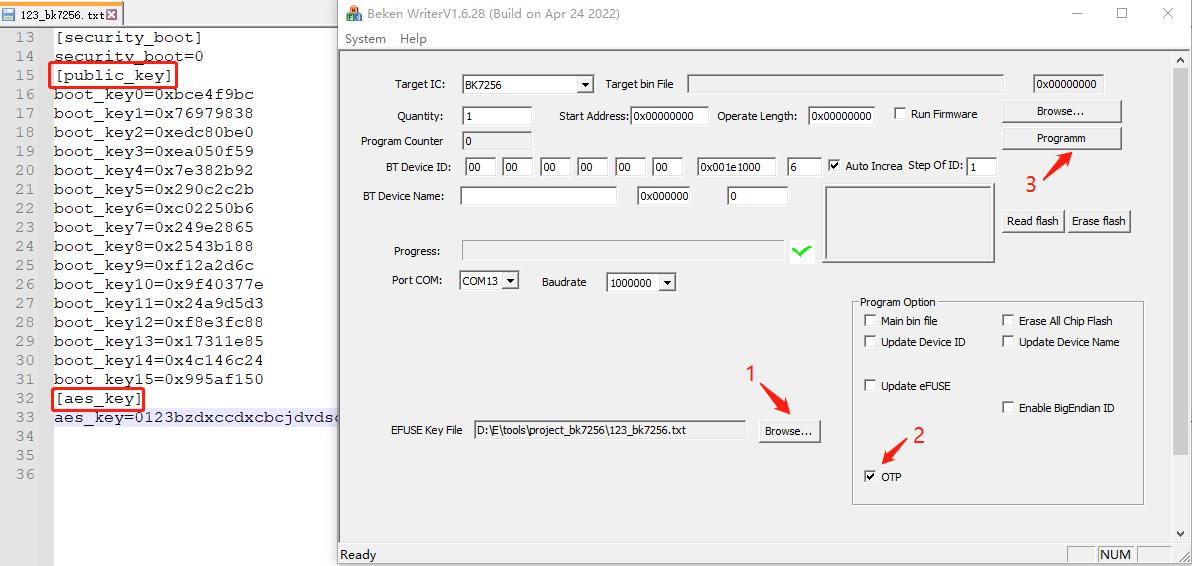 123_bk7256.txt
13 [security_boot]
14 security_boot=0
15 [public_key]
16 boot_key0=0xbce4f9bc
17 boot_key1=0x76979838
18 boot_key2=0xedc80be0
19 boot_key3=0xea050f59
20 boot_key4=0x7e382b92
21 boot_key5=0x290c2c2b
22 boot_key6=0xc02250b6
23 boot_key7=0x249e2865
24 boot_key8=0x2543b188
25 boot_key9=0xf12a2d6c
26 boot_key10=0x9f40377e
27 boot_key11=0x24a9d5d3
28 boot_key12=0xf8e3fc88
29 boot_key13=0x17311e85
30 boot_key14=0x4c146c24
31 boot_key15=0x995af150
32 [aes_key]
33 aes_key=0123bzdxccdxcbcjdvdsc
34
35
36
Beken WriterV1.6.28 (Build on Apr 24 2022)
System Help
Target IC: BK7256 Target bin File 0x00000000
Quantity: 1 Start Address: 0x00000000 Operate Length: 0x00000000 Run Firmware Browse...
Program Counter 0 Programm
BT Device ID: 00 00 00 00 00 00 0x001e1000 6 Auto Increa Step Of ID: 1
3
BT Device Name: 0x000000 0
Read flash Erase flash
Progress:
Port COM: COM13 Baudrate 1000000
Program Option
Main bin file Erase All Chip Flash
Update Device ID Update Device Name
1
Update eFUSE
Enable BigEndian ID
EFUSE Key File D:\E\tools\project_bk7256\123_bk7256.txt Browse...
2
OTP
Ready NUM